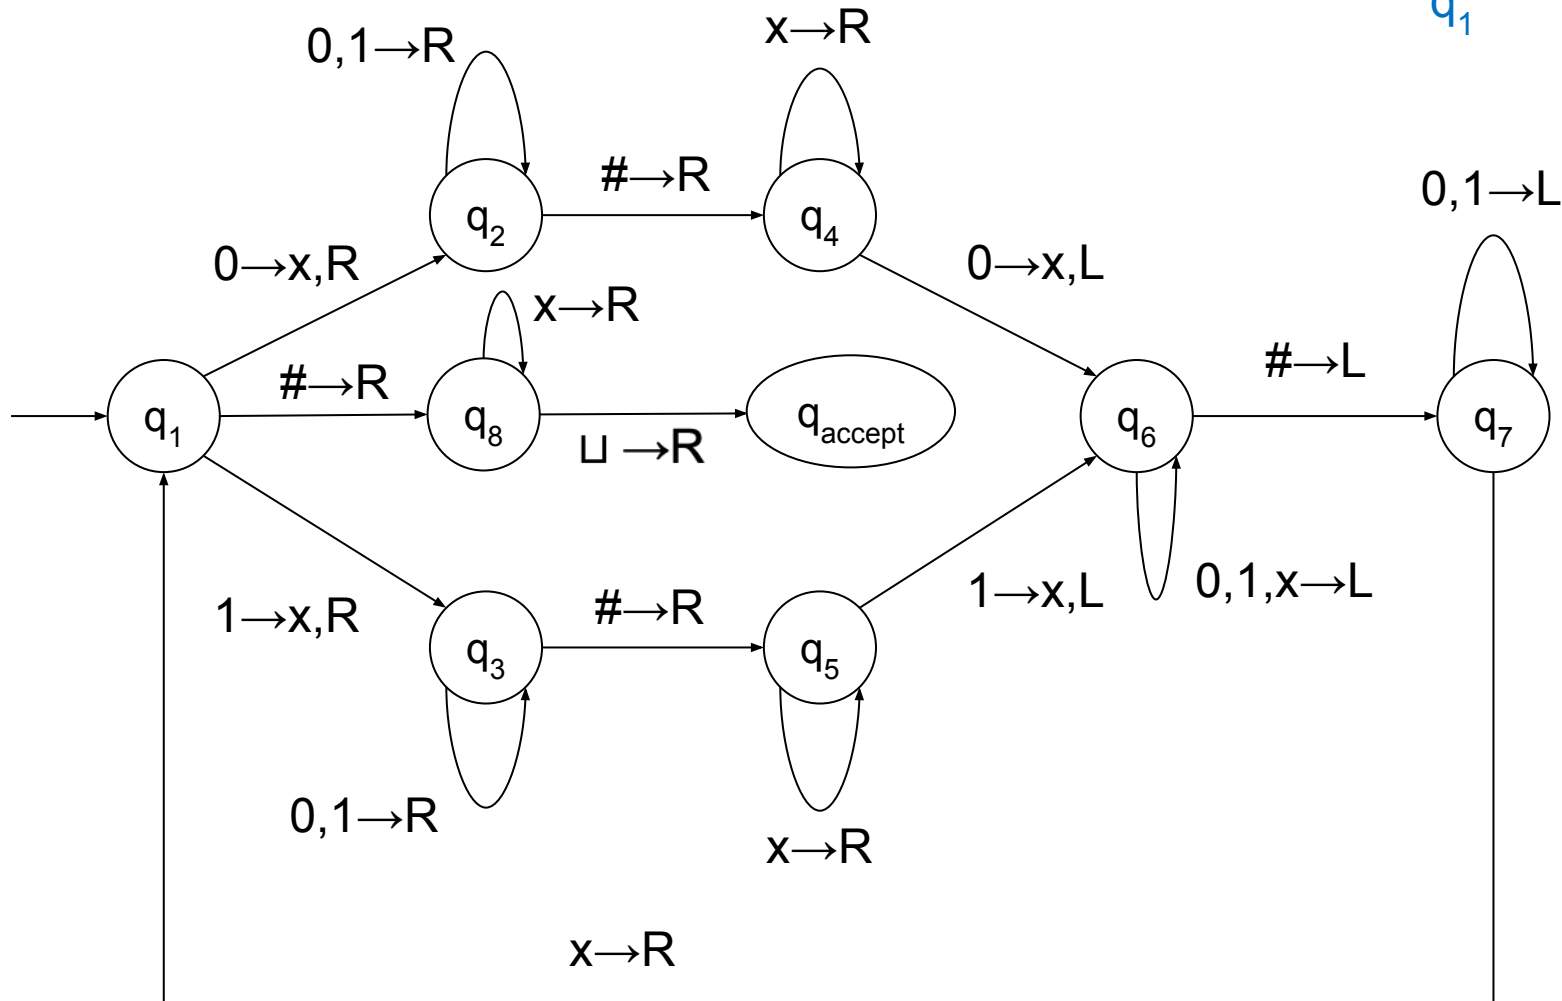 q₁
x→R
0,1→R
#→R
0,1→L
q₂
q₄
0→x,R
0→x,L
x→R
#→R
#→L
q₁
q₈
q_accept
q₆
q₇
⊔ →R
1→x,R
#→R
1→x,L
0,1,x→L
q₃
q₅
0,1→R
x→R
x→R